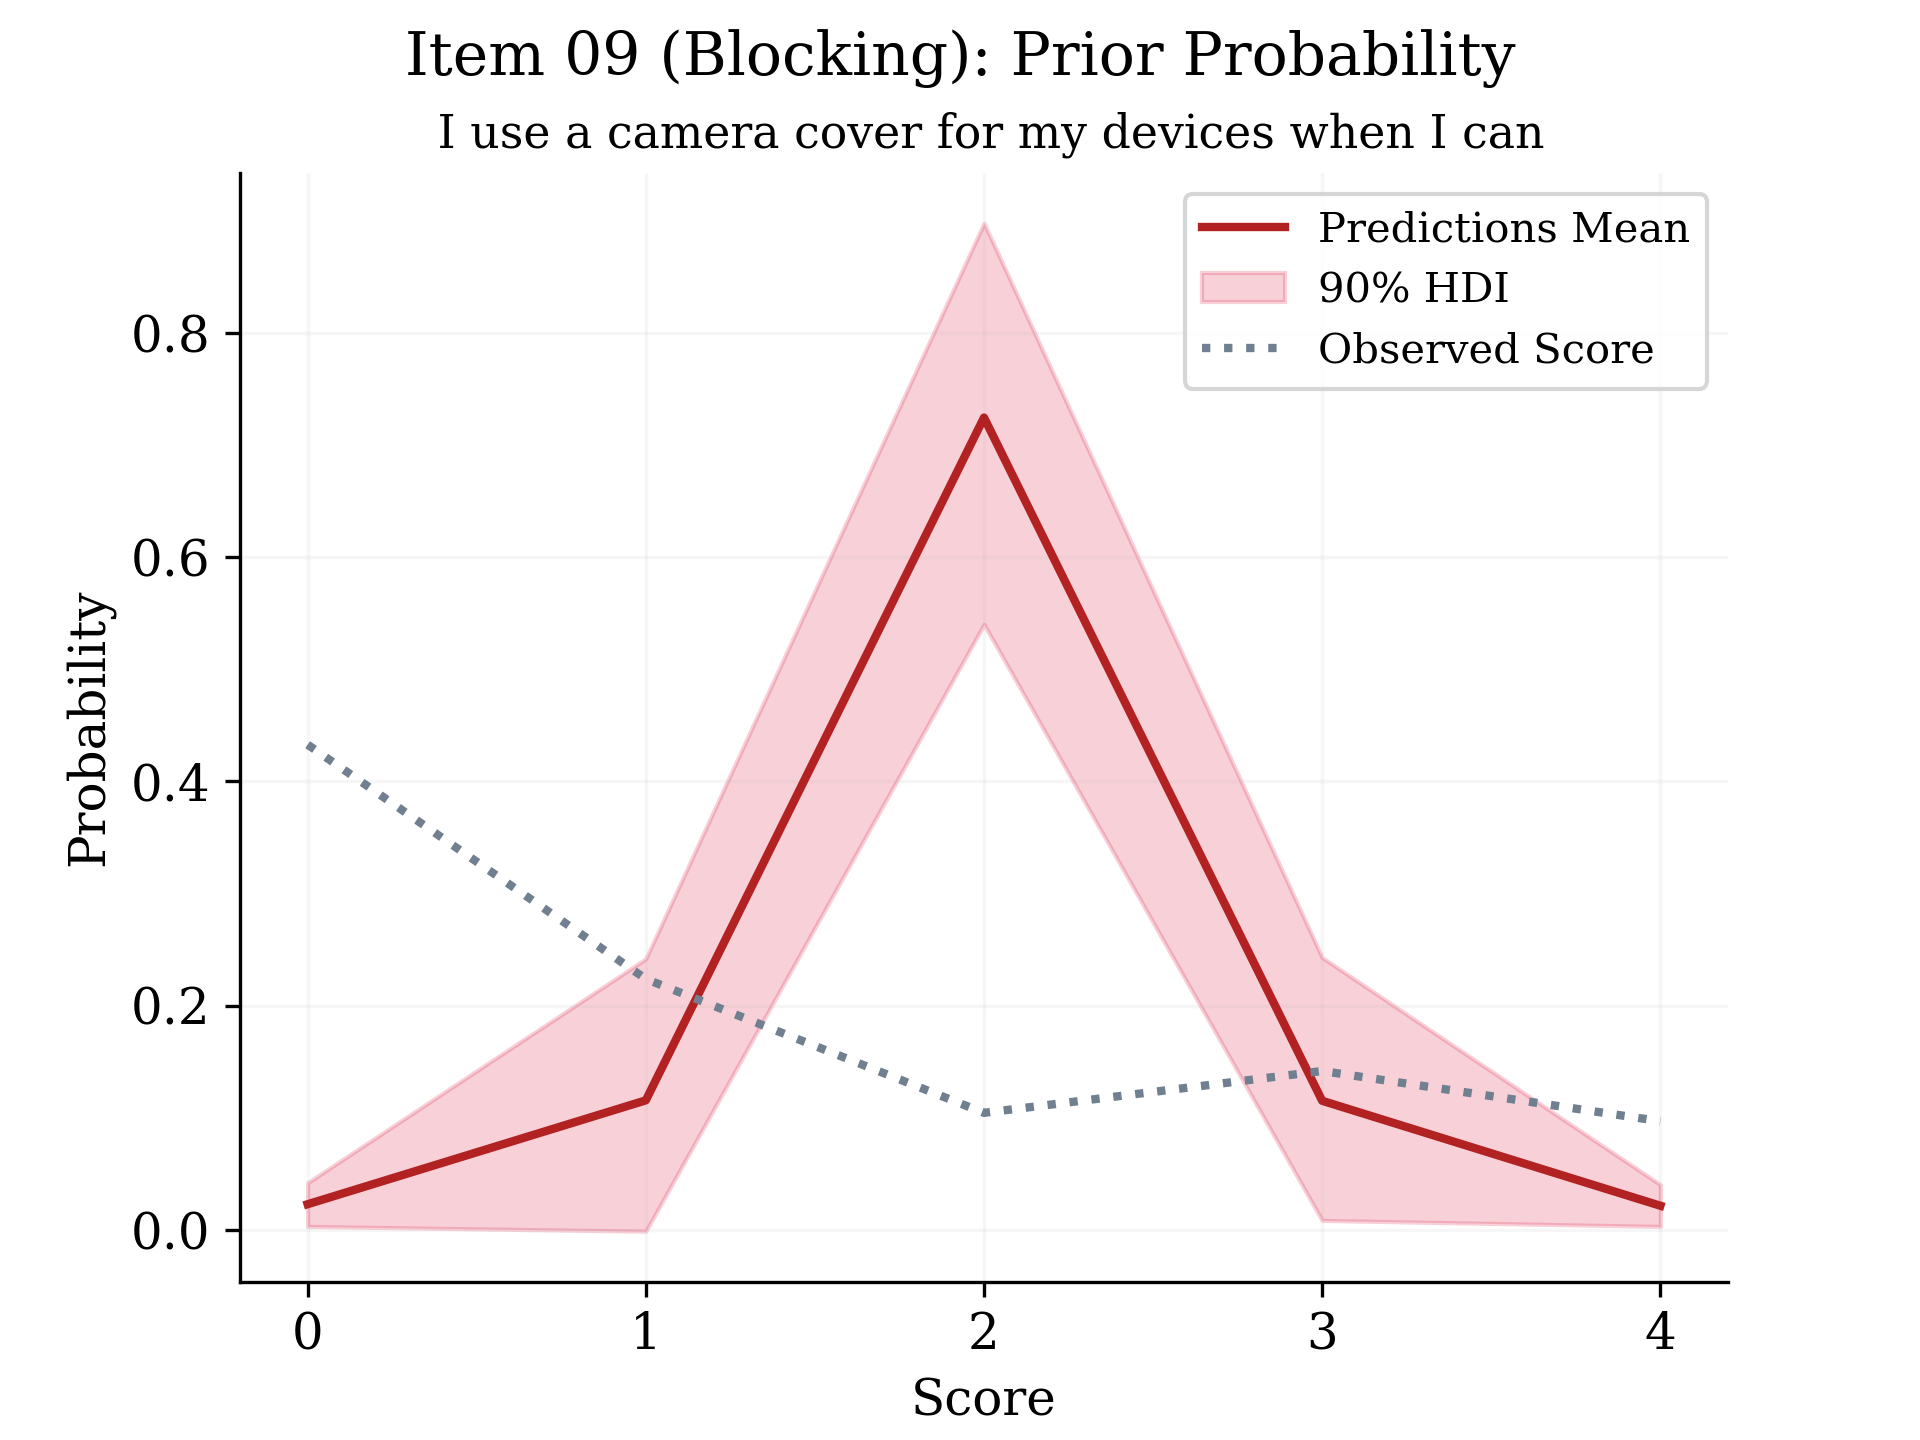 Item 09 (Blocking): Prior Probability
I use a camera cover for my devices when I can
Predictions Mean
90% HDI
Observed Score
Probability
0.8
0.6
0.4
0.2
0.0
0 1 2 3 4
Score